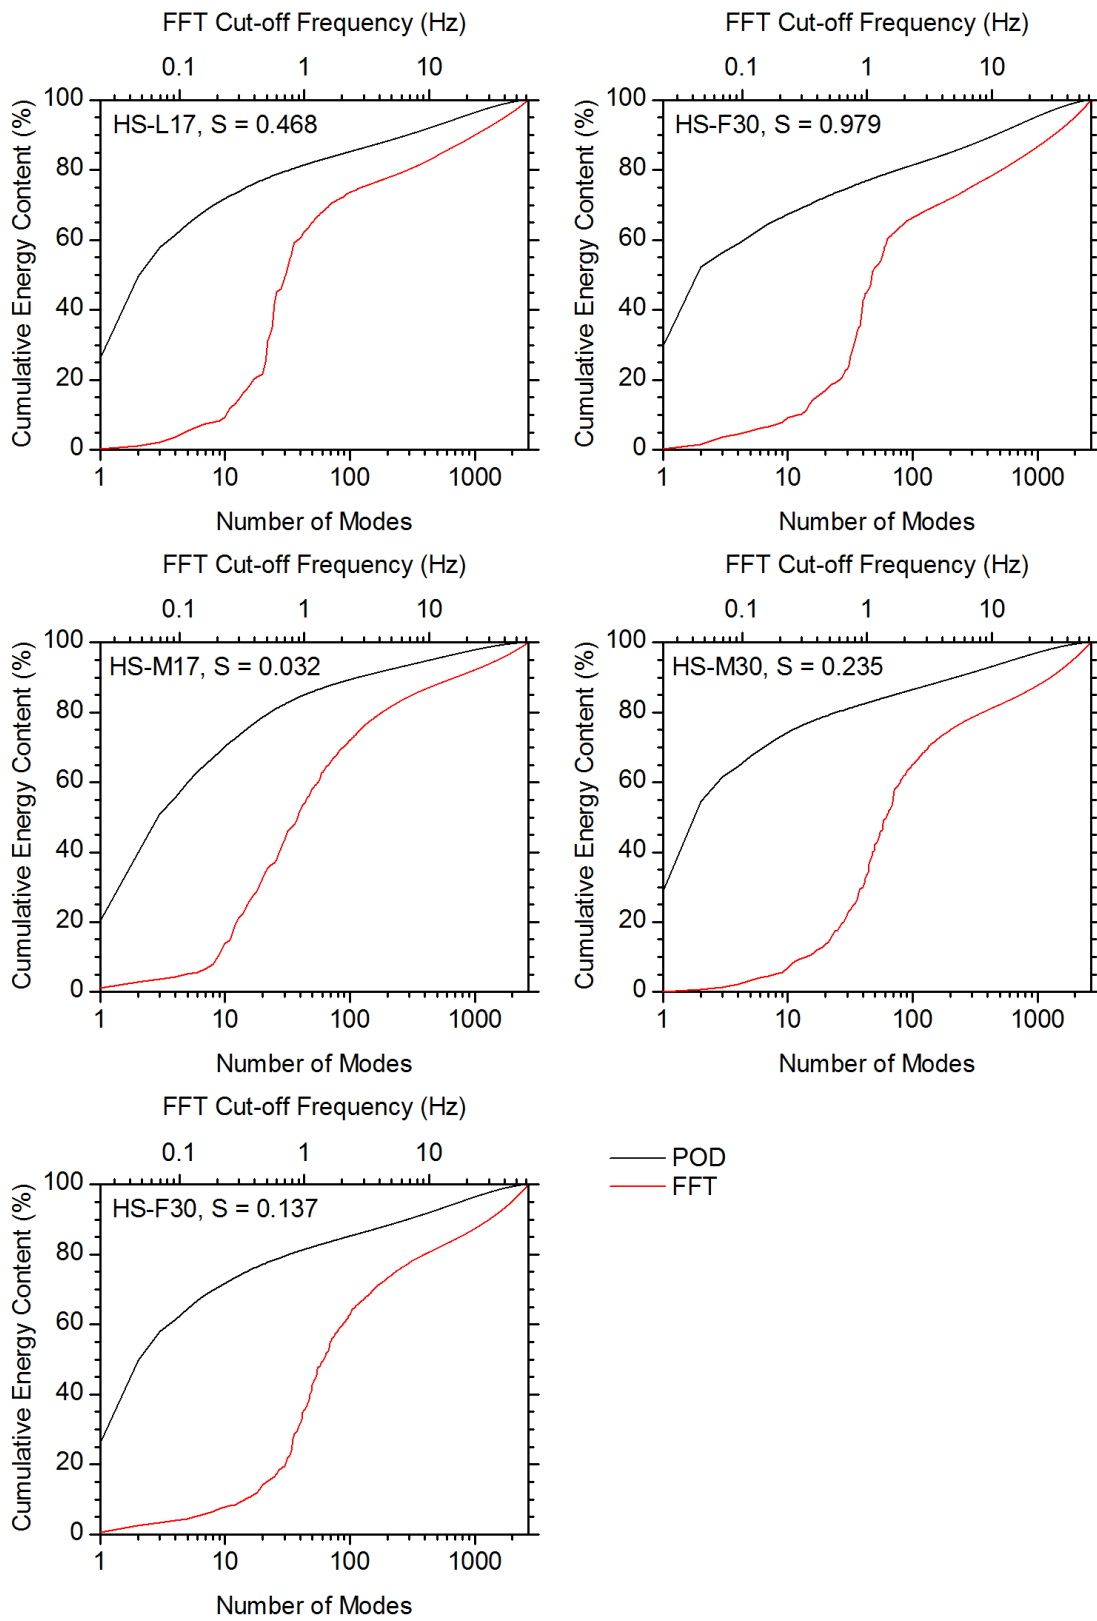 FFT Cut-off Frequency (Hz)
0.1 1 10
100
80
60
40
20
0
Cumulative Energy Content (%)
HS-L17, S = 0.468
1 10 100 1000
Number of Modes
FFT Cut-off Frequency (Hz)
0.1 1 10
100
80
60
40
20
0
Cumulative Energy Content (%)
HS-F30, S = 0.979
1 10 100 1000
Number of Modes
FFT Cut-off Frequency (Hz)
0.1 1 10
100
80
60
40
20
0
Cumulative Energy Content (%)
HS-M17, S = 0.032
1 10 100 1000
Number of Modes
FFT Cut-off Frequency (Hz)
0.1 1 10
100
80
60
40
20
0
Cumulative Energy Content (%)
HS-M30, S = 0.235
1 10 100 1000
Number of Modes
FFT Cut-off Frequency (Hz)
0.1 1 10
100
80
60
40
20
0
Cumulative Energy Content (%)
HS-F30, S = 0.137
1 10 100 1000
Number of Modes
POD
FFT